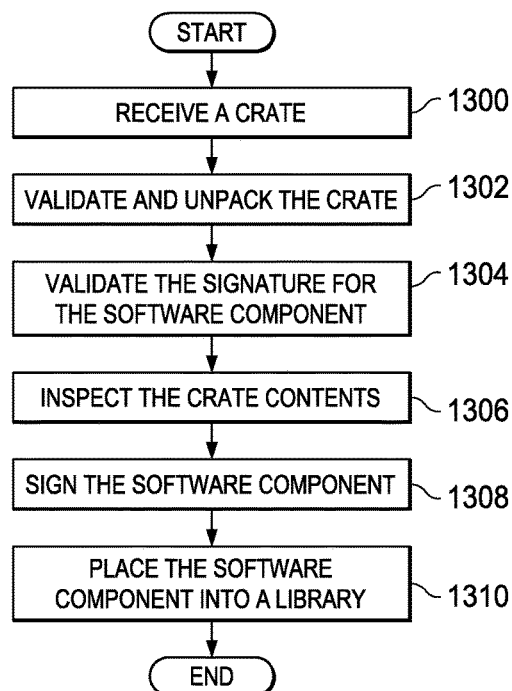 START
RECEIVE A CRATE
1300
VALIDATE AND UNPACK THE CRATE
1302
VALIDATE THE SIGNATURE FOR
THE SOFTWARE COMPONENT
1304
INSPECT THE CRATE CONTENTS
1306
SIGN THE SOFTWARE COMPONENT
1308
PLACE THE SOFTWARE
COMPONENT INTO A LIBRARY
1310
END